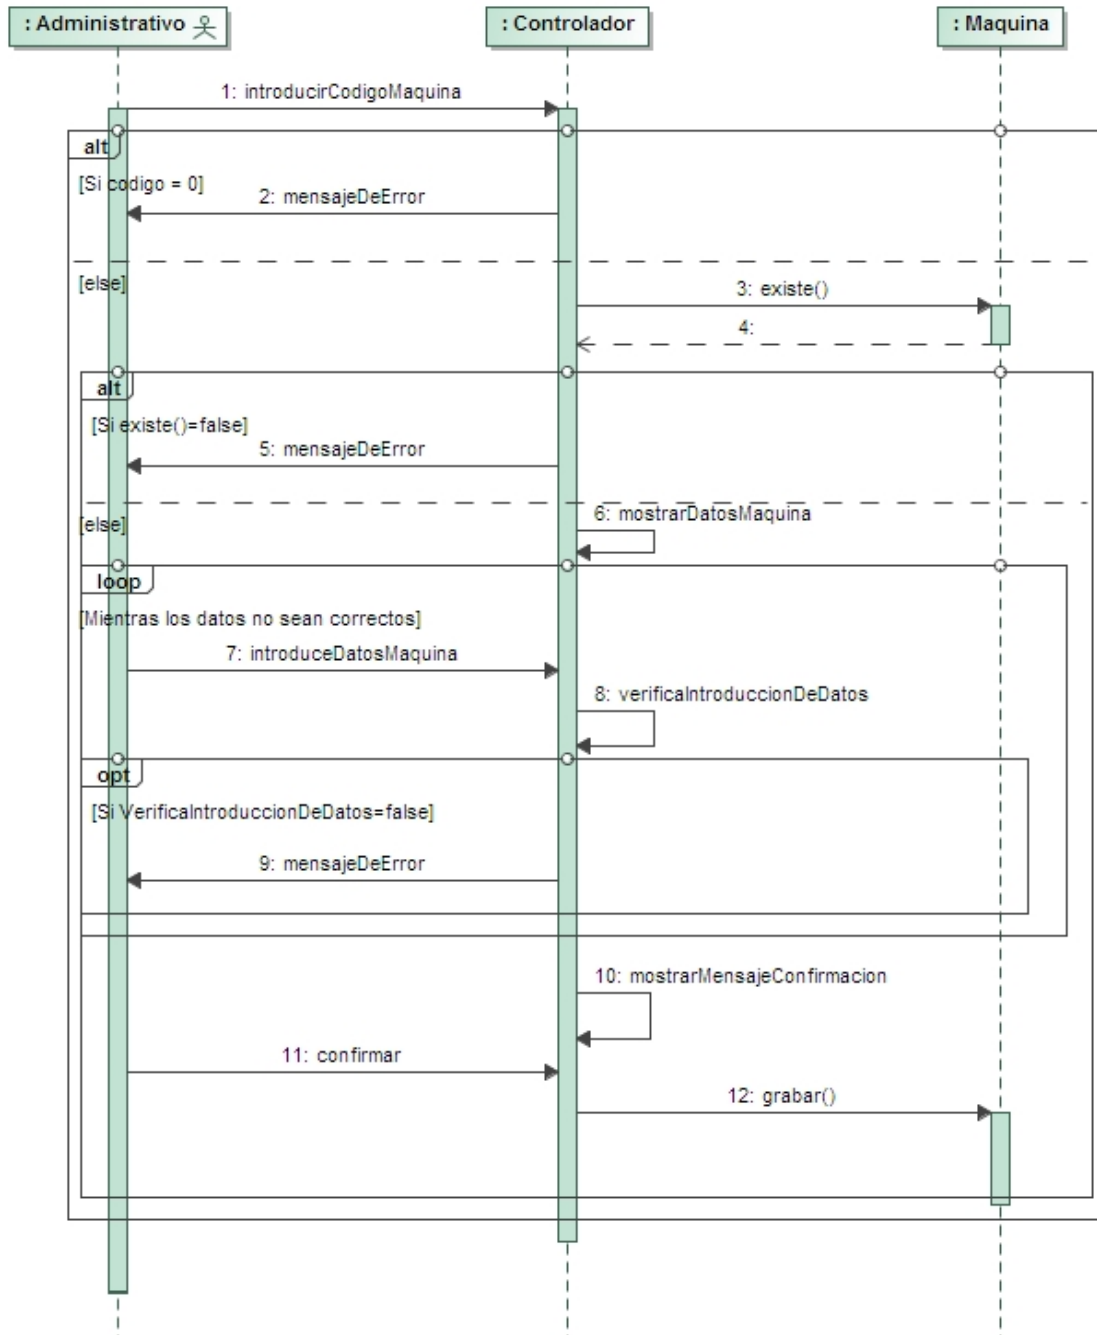 : Administrativo
: Controlador
: Maquina
1: introducirCodigoMaquina
alt
[Si codigo = 0]
2: mensajeDeError
[else]
3: existe()
4:
alt
[Si existe()=false]
5: mensajeDeError
[else]
6: mostrarDatosMaquina
loop
[Mientras los datos no sean correctos]
7: introduceDatosMaquina
8: verificaIntroduccionDeDatos
opt
[Si VerificaIntroduccionDeDatos=false]
9: mensajeDeError
10: mostrarMensajeConfirmacion
11: confirmar
12: grabar()